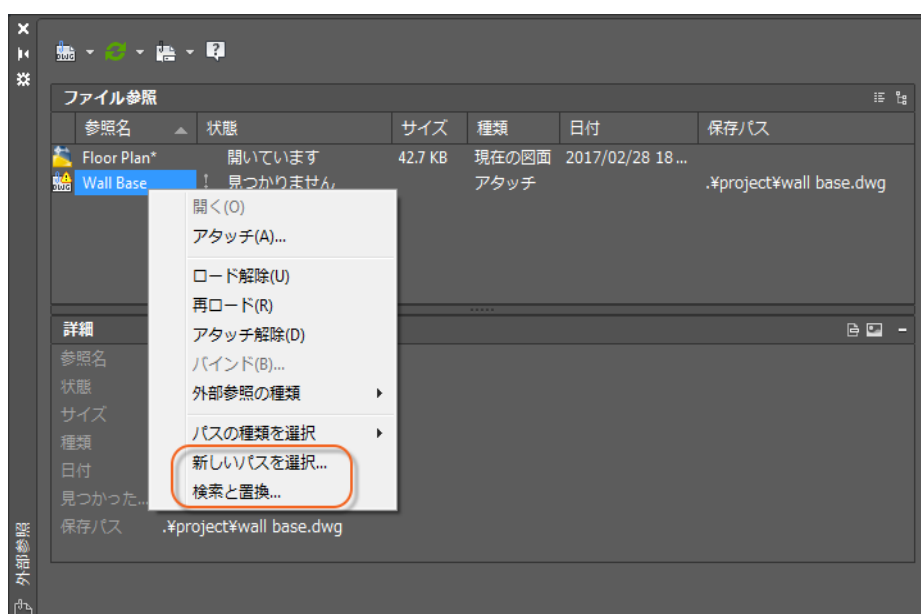 DWG
ファイル参照
参照名 状態 サイズ 種類 日付 保存パス
Floor Plan* 開いています 42.7 KB 現在の図面 2017/02/28 18...
DWG Wall Base ! 見つかりません アタッチ .¥project¥wall base.dwg
開く(O)
アタッチ(A)...
ロード解除(U)
再ロード(R)
アタッチ解除(D)
バインド(B)...
外部参照の種類
パスの種類を選択
新しいパスを選択...
検索と置換...
詳細
参照名
状態
サイズ
種類
日付
見つかった...
保存パス .¥project¥wall base.dwg
外部参照